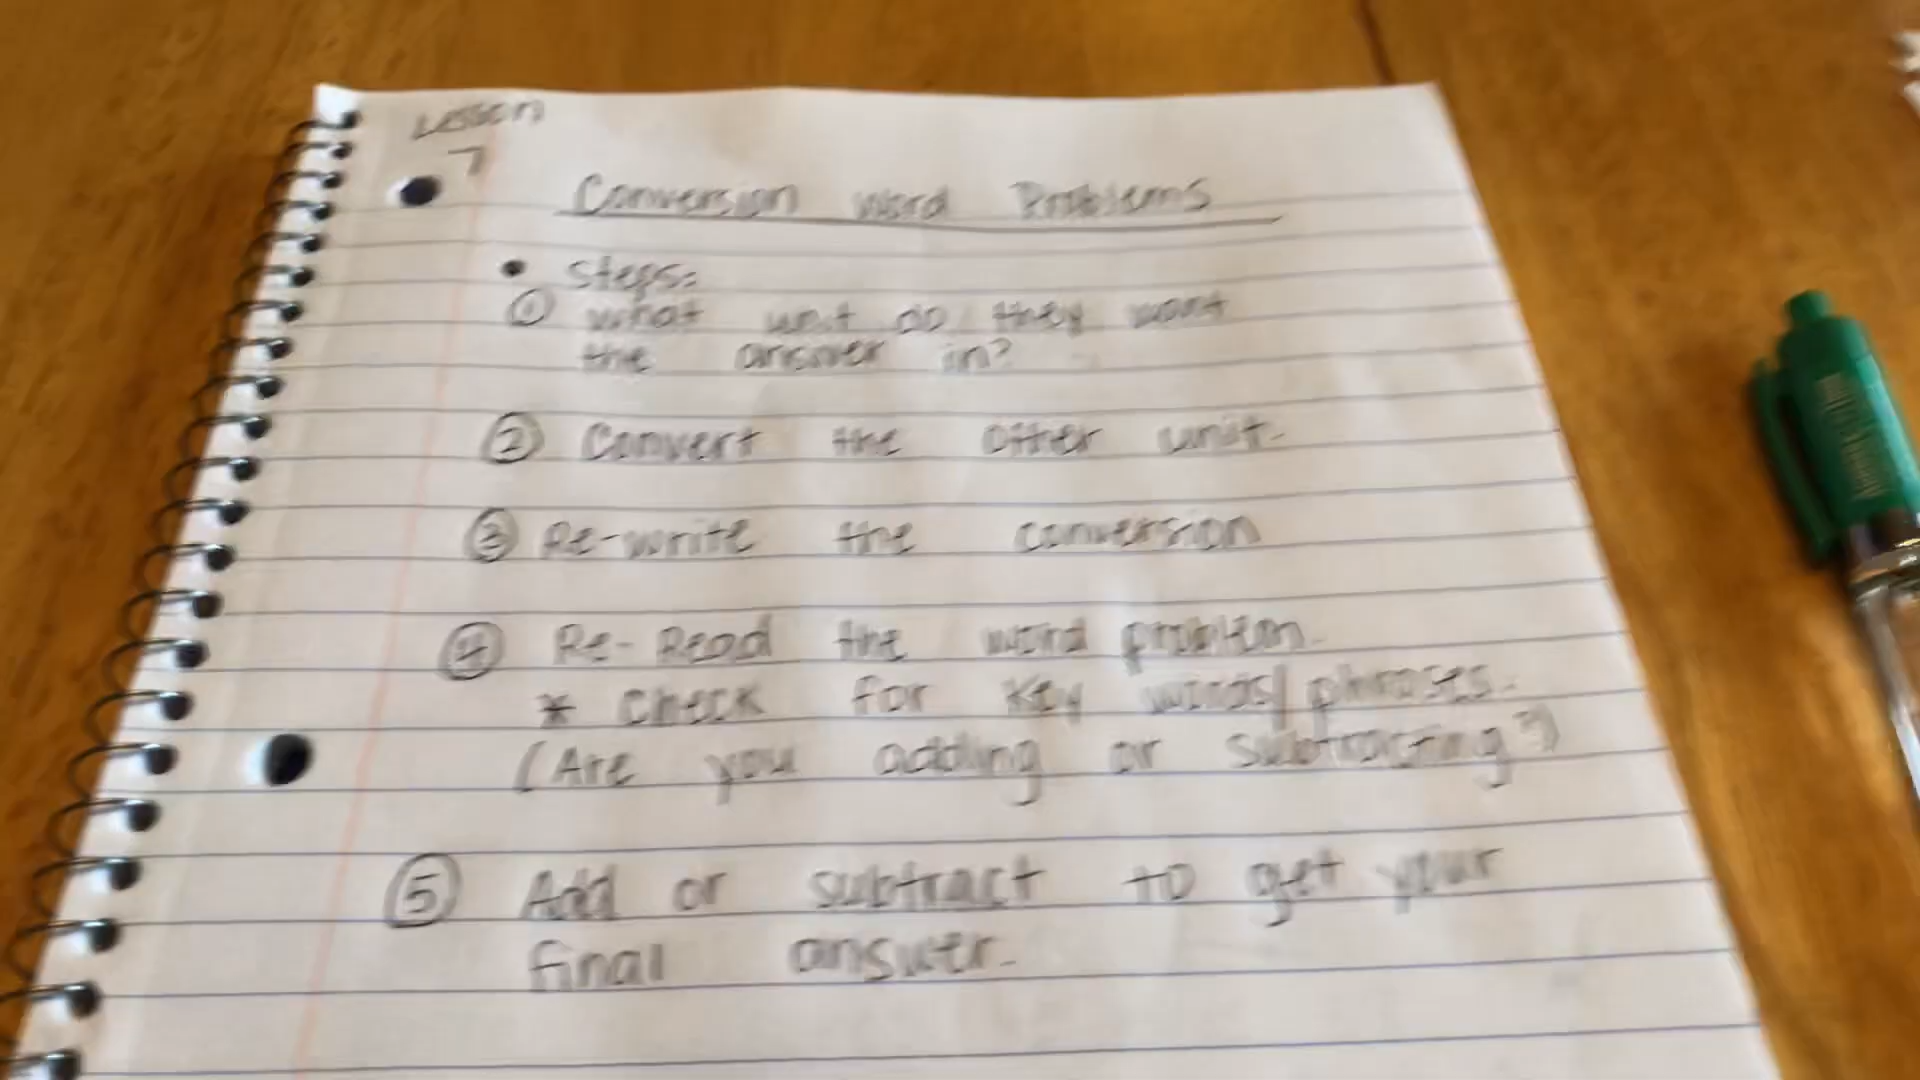 Lesson
7
Conversion Word Problems
• Steps:
① What unit do they want
the answer in?
② Convert the other unit.
③ Re-write the conversion
④ Re-Read the word problem.
* Check for key words/phrases.
(Are you adding or subtracting?)
⑤ Add or subtract to get your
final answer.